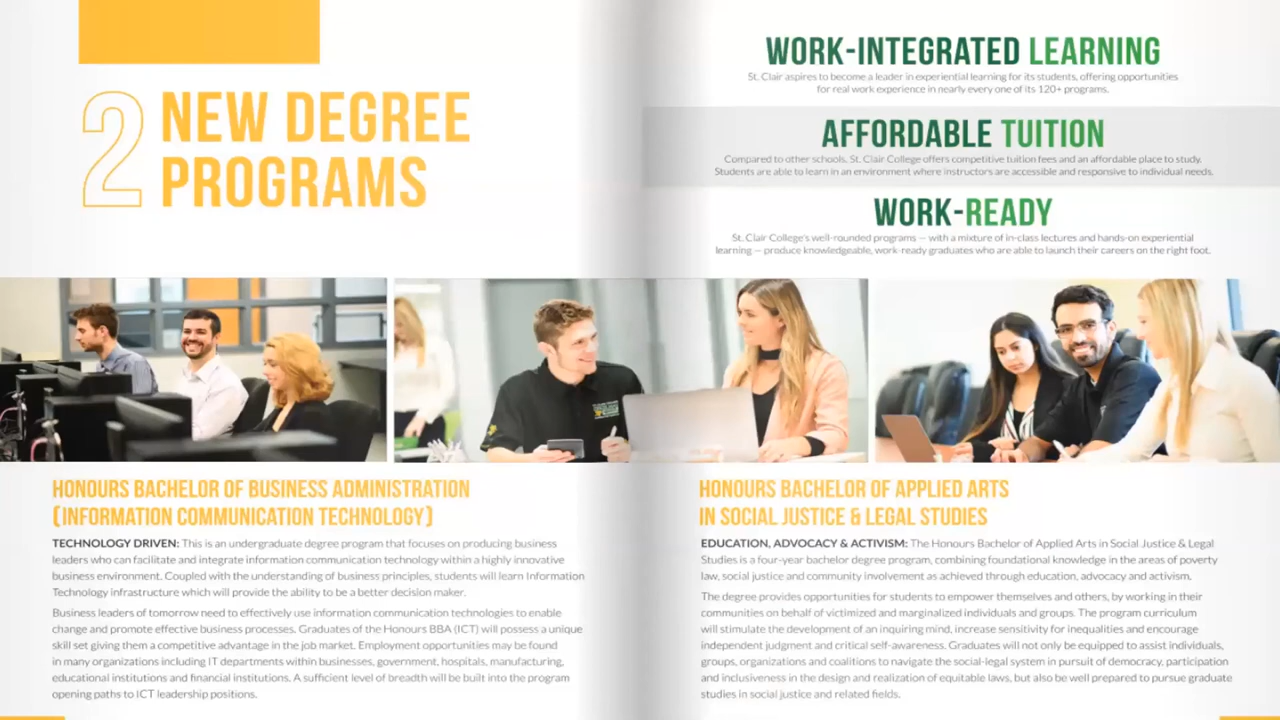 2 NEW DEGREE
PROGRAMS
WORK-INTEGRATED LEARNING
St. Clair aspires to become a leader in experiential learning for its students, offering opportunities
for real work experience in nearly every one of its 120+ programs.
AFFORDABLE TUITION
Compared to other schools, St. Clair College offers competitive tuition fees and an affordable place to study.
Students are able to learn in an environment where instructors are accessible and responsive to individual needs.
WORK-READY
St. Clair College's well-rounded programs — with a mixture of in-class lectures and hands-on experiential
learning — produce knowledgeable, work-ready graduates who are able to launch their careers on the right foot.
HONOURS BACHELOR OF BUSINESS ADMINISTRATION
(INFORMATION COMMUNICATION TECHNOLOGY)
TECHNOLOGY DRIVEN: This is an undergraduate degree program that focuses on producing business
leaders who can facilitate and integrate information communication technology within a highly innovative
business environment. Coupled with the understanding of business principles, students will learn Information
Technology infrastructure which will provide the ability to be a better decision maker.
Business leaders of tomorrow need to effectively use information communication technologies to enable
change and promote effective business processes. Graduates of the Honours BBA (ICT) will possess a unique
skill set giving them a competitive advantage in the job market. Employment opportunities may be found
in many organizations including IT departments within businesses, government, hospitals, manufacturing,
educational institutions and financial institutions. A sufficient level of breadth will be built into the program
opening paths to ICT leadership positions.
HONOURS BACHELOR OF APPLIED ARTS
IN SOCIAL JUSTICE & LEGAL STUDIES
EDUCATION, ADVOCACY & ACTIVISM: The Honours Bachelor of Applied Arts in Social Justice & Legal
Studies is a four-year bachelor degree program, combining foundational knowledge in the areas of poverty
law, social justice and community involvement as achieved through education, advocacy and activism.
The degree provides opportunities for students to empower themselves and others, by working in their
communities on behalf of victimized and marginalized individuals and groups. The program curriculum
will stimulate the development of an inquiring mind, increase sensitivity for inequalities and encourage
independent judgment and critical self-awareness. Graduates will not only be equipped to assist individuals,
groups, organizations and coalitions to navigate the social-legal system in pursuit of democracy, participation
and inclusiveness in the design and realization of equitable laws, but also be well prepared to pursue graduate
studies in social justice and related fields.